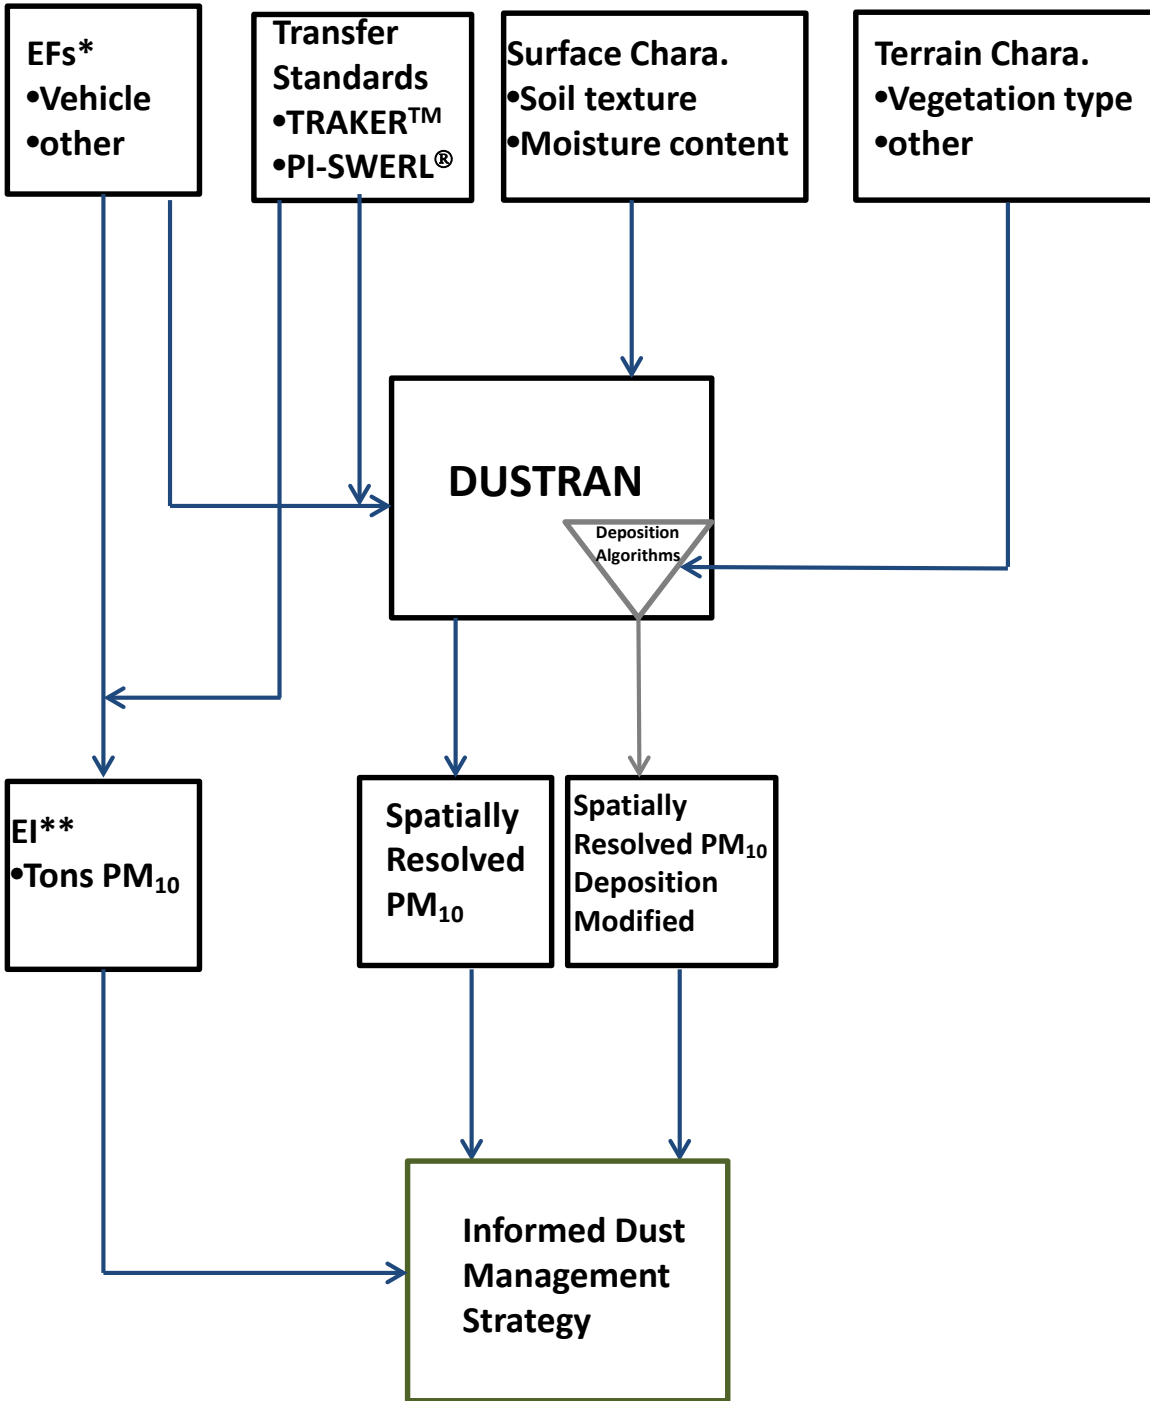 EFs*
•Vehicle
•other
Transfer
Standards
•TRAKER™
•PI-SWERL®
Surface Chara.
•Soil texture
•Moisture content
Terrain Chara.
•Vegetation type
•other
DUSTRAN
Deposition
Algorithms
EI**
•Tons PM₁₀
Spatially
Resolved
PM₁₀
Spatially
Resolved PM₁₀
Deposition
Modified
Informed Dust
Management
Strategy